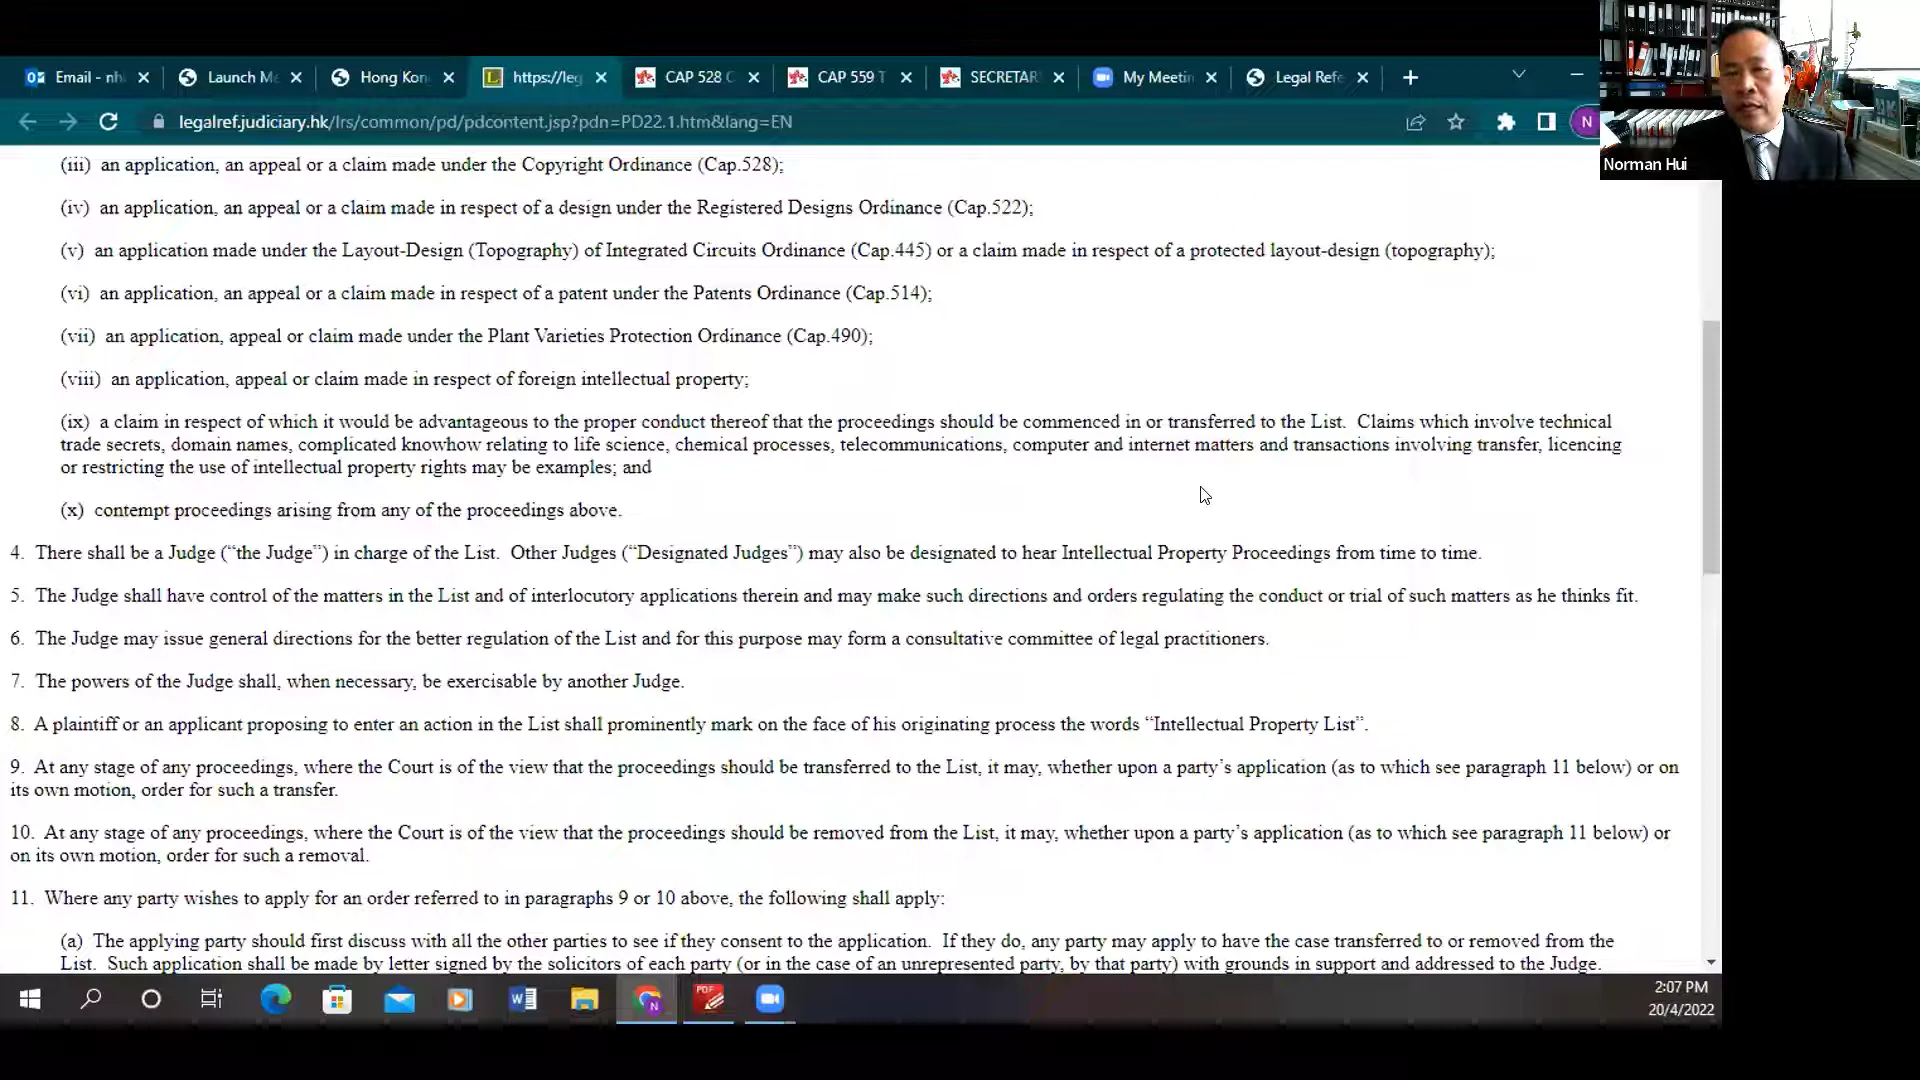 Email - nh
Launch Me
Hong Kon
https://leg
CAP 528 C
CAP 559 T
SECRETAR
My Meetin
Legal Refe
legalref.judiciary.hk/lrs/common/pd/pdcontent.jsp?pdn=PD22.1.htm&lang=EN
N
Norman Hui
(iii) an application, an appeal or a claim made under the Copyright Ordinance (Cap.528);
(iv) an application, an appeal or a claim made in respect of a design under the Registered Designs Ordinance (Cap.522);
(v) an application made under the Layout-Design (Topography) of Integrated Circuits Ordinance (Cap.445) or a claim made in respect of a protected layout-design (topography);
(vi) an application, an appeal or a claim made in respect of a patent under the Patents Ordinance (Cap.514);
(vii) an application, appeal or claim made under the Plant Varieties Protection Ordinance (Cap.490);
(viii) an application, appeal or claim made in respect of foreign intellectual property;
(ix) a claim in respect of which it would be advantageous to the proper conduct thereof that the proceedings should be commenced in or transferred to the List. Claims which involve technical
trade secrets, domain names, complicated knowhow relating to life science, chemical processes, telecommunications, computer and internet matters and transactions involving transfer, licencing
or restricting the use of intellectual property rights may be examples; and
(x) contempt proceedings arising from any of the proceedings above.
4. There shall be a Judge (“the Judge”) in charge of the List. Other Judges (“Designated Judges”) may also be designated to hear Intellectual Property Proceedings from time to time.
5. The Judge shall have control of the matters in the List and of interlocutory applications therein and may make such directions and orders regulating the conduct or trial of such matters as he thinks fit.
6. The Judge may issue general directions for the better regulation of the List and for this purpose may form a consultative committee of legal practitioners.
7. The powers of the Judge shall, when necessary, be exercisable by another Judge.
8. A plaintiff or an applicant proposing to enter an action in the List shall prominently mark on the face of his originating process the words “Intellectual Property List”.
9. At any stage of any proceedings, where the Court is of the view that the proceedings should be transferred to the List, it may, whether upon a party’s application (as to which see paragraph 11 below) or on
its own motion, order for such a transfer.
10. At any stage of any proceedings, where the Court is of the view that the proceedings should be removed from the List, it may, whether upon a party’s application (as to which see paragraph 11 below) or
on its own motion, order for such a removal.
11. Where any party wishes to apply for an order referred to in paragraphs 9 or 10 above, the following shall apply:
(a) The applying party should first discuss with all the other parties to see if they consent to the application. If they do, any party may apply to have the case transferred to or removed from the
List. Such application shall be made by letter signed by the solicitors of each party (or in the case of an unrepresented party, by that party) with grounds in support and addressed to the Judge.
2:07 PM
20/4/2022